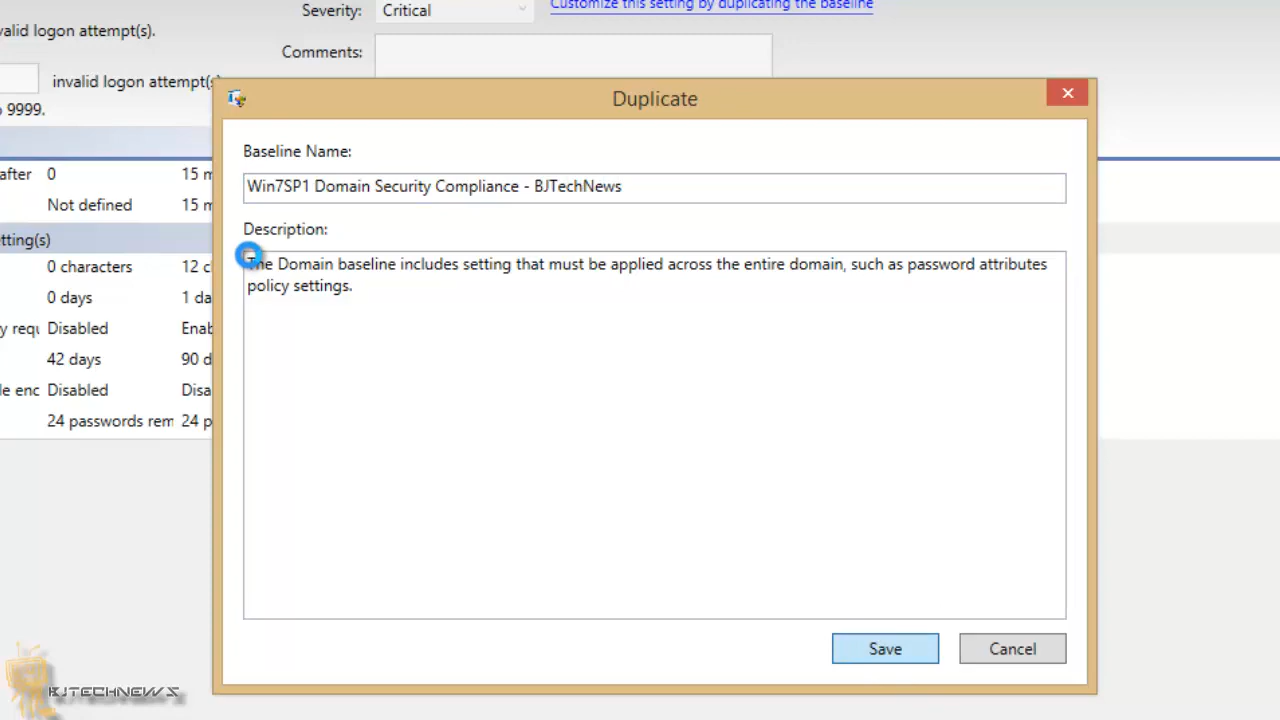 Severity: Critical
Customize this setting by duplicating the baseline
valid logon attempt(s).
Comments:
invalid logon attempt(s)
9999.
Duplicate
Baseline Name:
Win7SP1 Domain Security Compliance - BJTechNews
Description:
The Domain baseline includes setting that must be applied across the entire domain, such as password attributes
policy settings.
after 0 15 m
Not defined 15 m
etting(s)
0 characters 12 c
0 days 1 da
y requ Disabled Enab
42 days 90 d
le enc Disabled Disa
24 passwords rem 24 p
Save Cancel
BJTECHNEWS